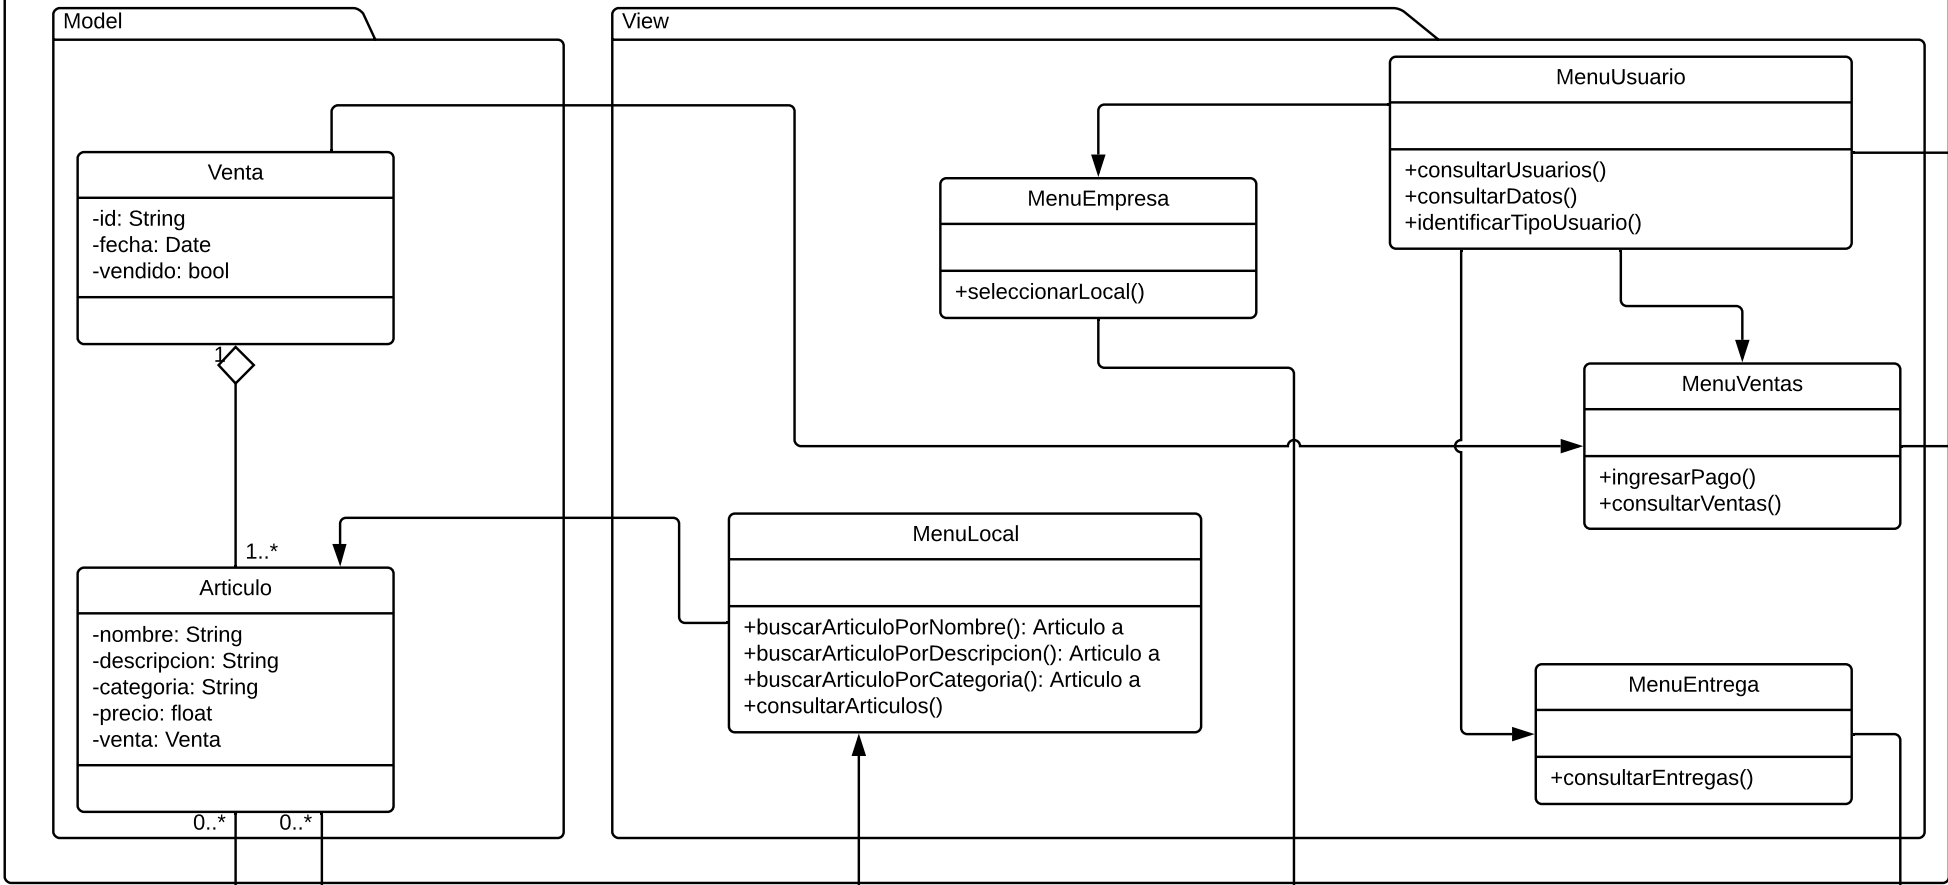 Model
Venta
-id: String
-fecha: Date
-vendido: bool
1
1..*
Articulo
-nombre: String
-descripcion: String
-categoria: String
-precio: float
-venta: Venta
0..*
0..*
View
MenuUsuario
+consultarUsuarios()
+consultarDatos()
+identificarTipoUsuario()
MenuEmpresa
+seleccionarLocal()
MenuVentas
+ingresarPago()
+consultarVentas()
MenuLocal
+buscarArticuloPorNombre(): Articulo a
+buscarArticuloPorDescripcion(): Articulo a
+buscarArticuloPorCategoria(): Articulo a
+consultarArticulos()
MenuEntrega
+consultarEntregas()